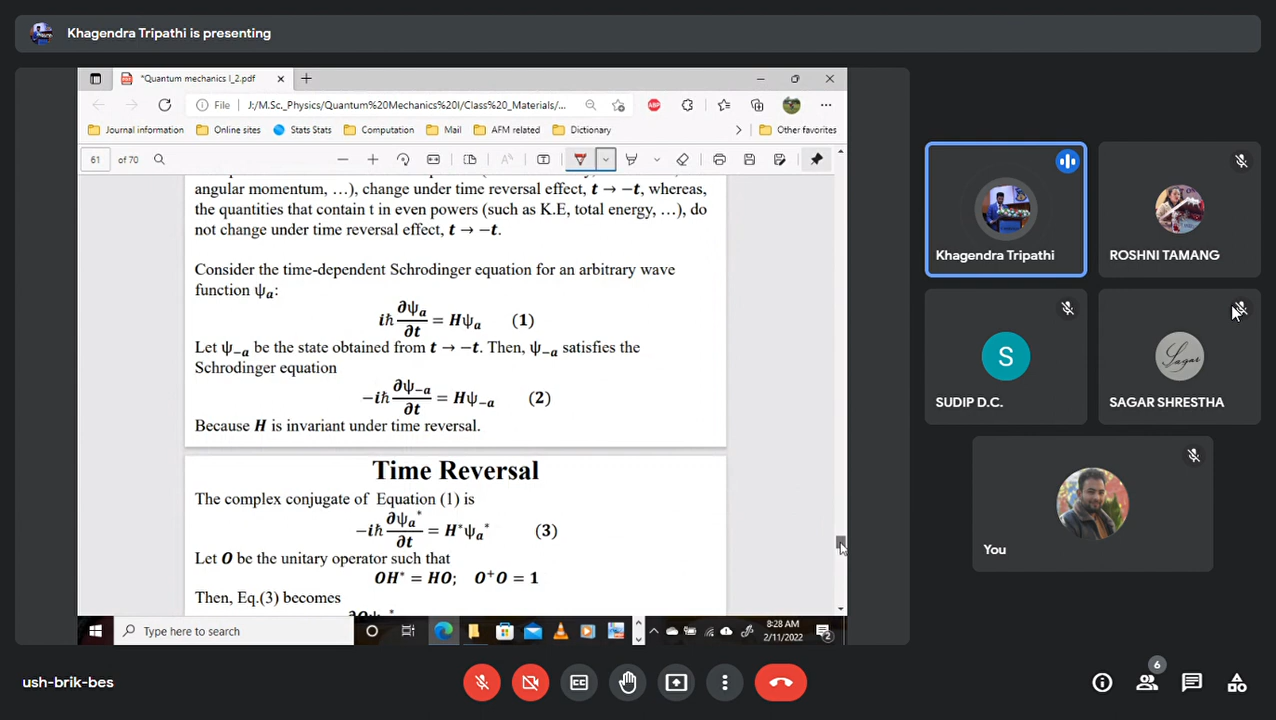 Khagendra Tripathi is presenting
*Quantum mechanics I_2.pdf
File J:/M.Sc._Physics/Quantum%20Mechanics%20I/Class%20_Materials/...
ABP
Journal information Online sites Stats Stats Computation Mail AFM related Dictionary Other favorites
61 of 70
angular momentum, …), change under time reversal effect, t → −t, whereas,
the quantities that contain t in even powers (such as K.E, total energy, …), do
not change under time reversal effect, t → −t.
Consider the time-dependent Schrodinger equation for an arbitrary wave
function ψₐ:
iħ ∂ψₐ/∂t = Hψₐ (1)
Let ψ₋ₐ be the state obtained from t → −t. Then, ψ₋ₐ satisfies the
Schrodinger equation
−iħ ∂ψ₋ₐ/∂t = Hψ₋ₐ (2)
Because H is invariant under time reversal.
Time Reversal
The complex conjugate of Equation (1) is
−iħ ∂ψₐ*/∂t = H*ψₐ* (3)
Let O be the unitary operator such that
OH* = HO; O⁺O = 1
Then, Eq.(3) becomes
Type here to search
8:28 AM
2/11/2022
2
Khagendra Tripathi
ROSHNI TAMANG
S
SUDIP D.C.
Sagar
SAGAR SHRESTHA
You
ush-brik-bes
6